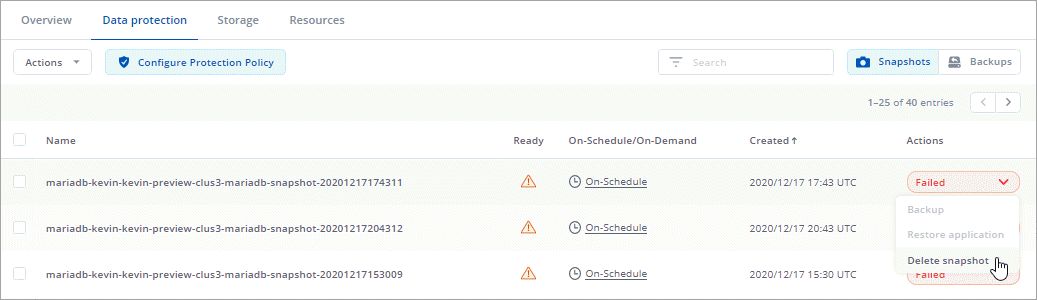 Overview Data protection Storage Resources
Actions Configure Protection Policy Search Snapshots Backups
1–25 of 40 entries
Name Ready On-Schedule/On-Demand Created Actions
mariadb-kevin-kevin-preview-clus3-mariadb-snapshot-20201217174311 On-Schedule 2020/12/17 17:43 UTC Failed
Backup
mariadb-kevin-kevin-preview-clus3-mariadb-snapshot-20201217204312 On-Schedule 2020/12/17 20:43 UTC
Restore application
Delete snapshot
mariadb-kevin-kevin-preview-clus3-mariadb-snapshot-20201217153009 On-Schedule 2020/12/17 15:30 UTC Failed